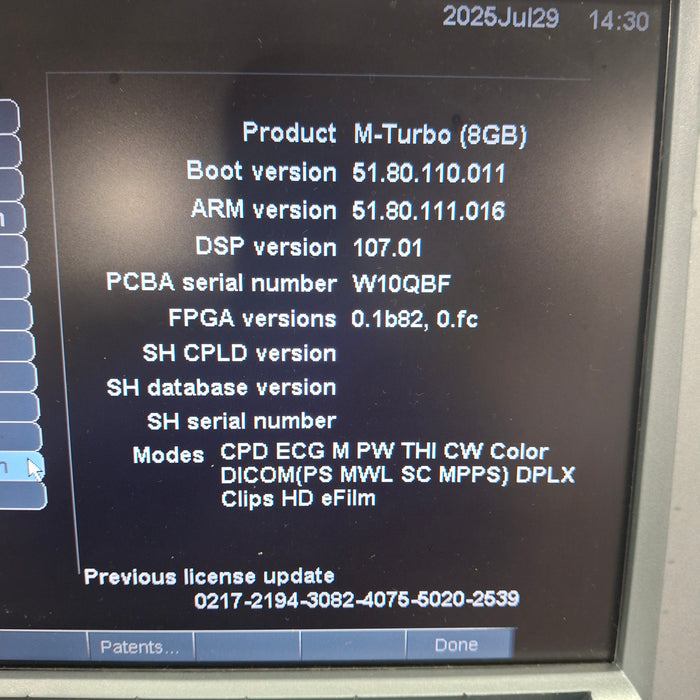 2025Jul29 14:30
Product M-Turbo (8GB)
Boot version 51.80.110.011
ARM version 51.80.111.016
DSP version 107.01
PCBA serial number W10QBF
FPGA versions 0.1b82, 0.fc
SH CPLD version
SH database version
SH serial number
Modes CPD ECG M PW THI CW Color
DICOM(PS MWL SC MPPS) DPLX
Clips HD eFilm
Previous license update
0217-2194-3082-4075-5020-2539
Patents... Done